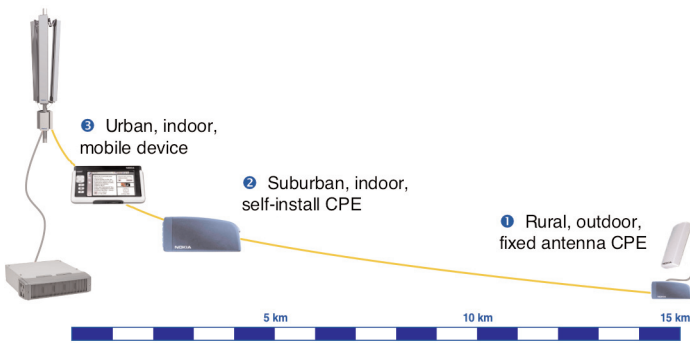 ❸ Urban, indoor,
mobile device
❷ Suburban, indoor,
self-install CPE
❶ Rural, outdoor,
fixed antenna CPE
NOKIA
5 km
10 km
15 km